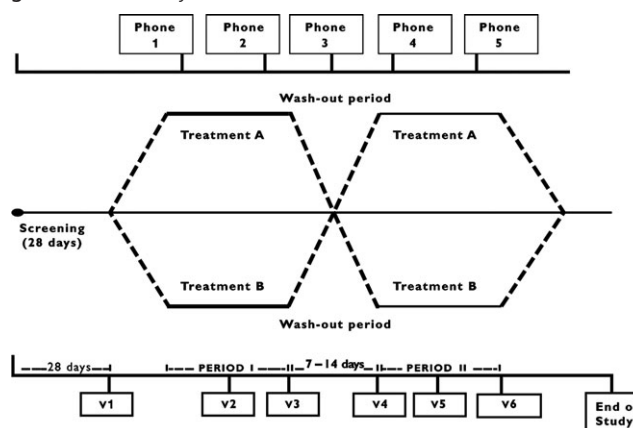 Phone
1
Phone
2
Phone
3
Phone
4
Phone
5
Wash-out period
Treatment A
Treatment A
Screening
(28 days)
Treatment B
Treatment B
Wash-out period
28 days
PERIOD I
7 – 14 days
PERIOD II
v1
v2
v3
v4
v5
v6
End o
Study